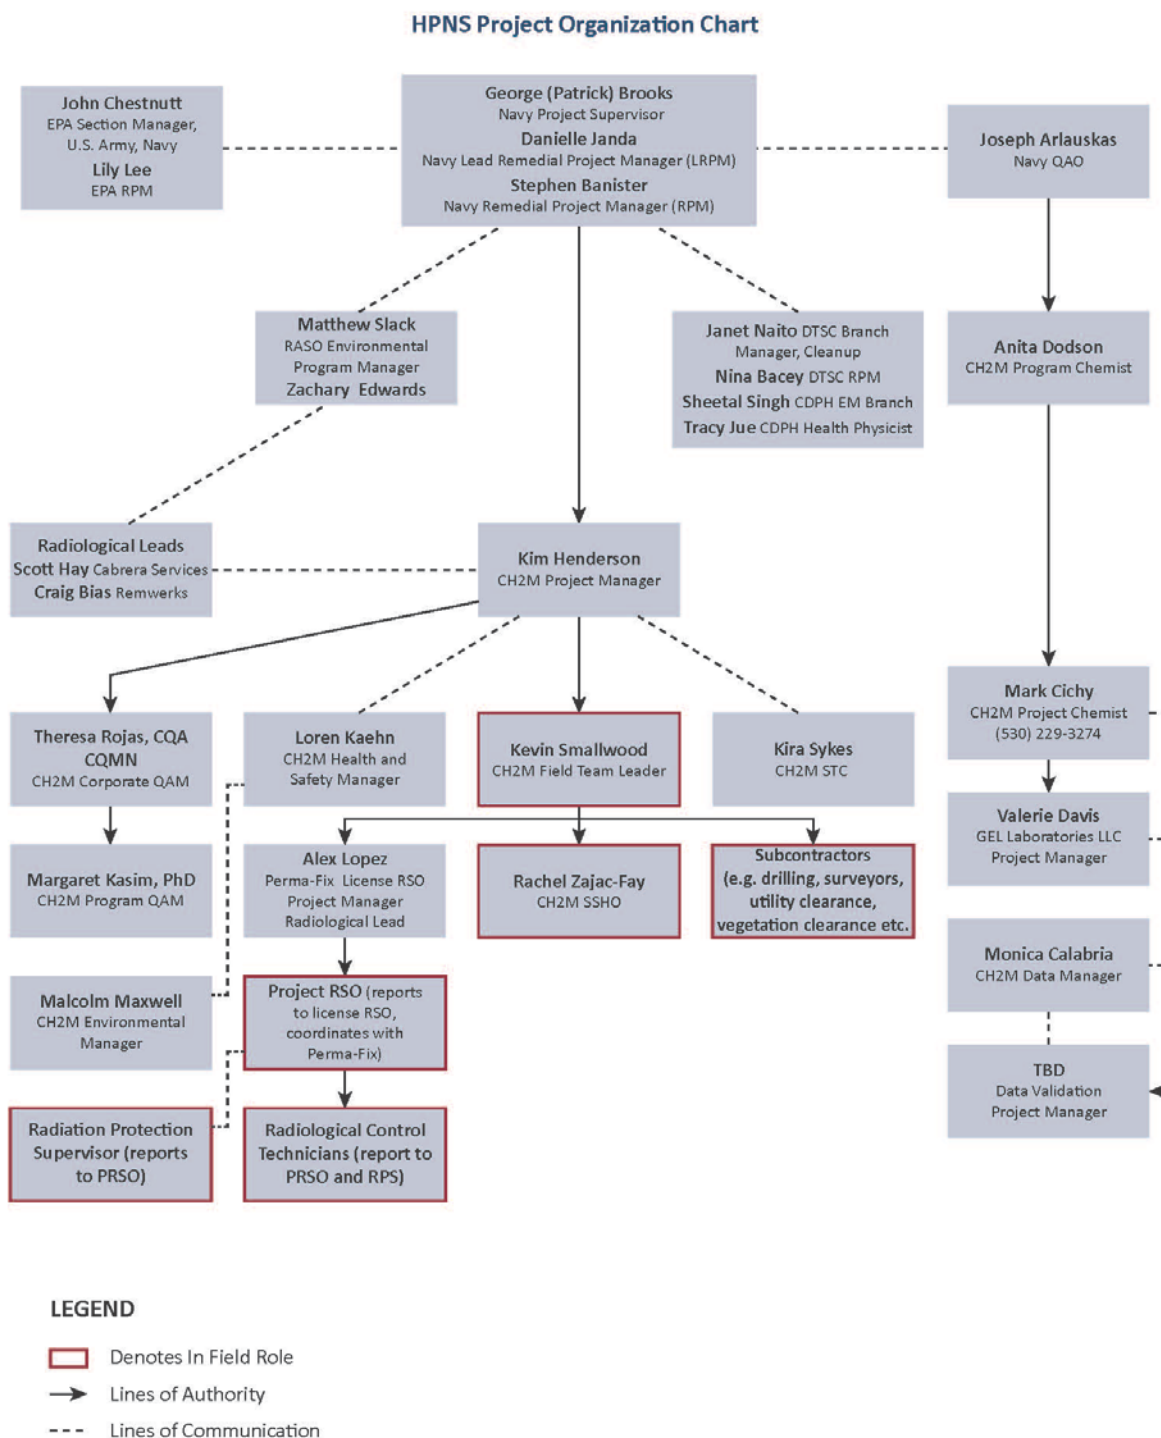 HPNS Project Organization Chart
John Chestnutt
EPA Section Manager,
U.S. Army, Navy
Lily Lee
EPA RPM
George (Patrick) Brooks
Navy Project Supervisor
Danielle Janda
Navy Lead Remedial Project Manager (LRPM)
Stephen Banister
Navy Remedial Project Manager (RPM)
Joseph Arlauskas
Navy QAO
Matthew Slack
RASO Environmental
Program Manager
Zachary Edwards
Janet Naito DTSC Branch
Manager, Cleanup
Nina Bacey DTSC RPM
Sheetal Singh CDPH EM Branch
Tracy Jue CDPH Health Physicist
Anita Dodson
CH2M Program Chemist
Radiological Leads
Scott Hay Cabrera Services
Craig Bias Remwerks
Kim Henderson
CH2M Project Manager
Mark Cichy
CH2M Project Chemist
(530) 229-3274
Theresa Rojas, CQA
CQMN
CH2M Corporate QAM
Loren Kaehn
CH2M Health and
Safety Manager
Kevin Smallwood
CH2M Field Team Leader
Kira Sykes
CH2M STC
Valerie Davis
GEL Laboratories LLC
Project Manager
Margaret Kasim, PhD
CH2M Program QAM
Alex Lopez
Perma-Fix License RSO
Project Manager
Radiological Lead
Rachel Zajac-Fay
CH2M SSHO
Subcontractors
(e.g. drilling, surveyors,
utility clearance,
vegetation clearance etc.
Monica Calabria
CH2M Data Manager
Malcolm Maxwell
CH2M Environmental
Manager
Project RSO (reports
to license RSO,
coordinates with
Perma-Fix)
TBD
Data Validation
Project Manager
Radiation Protection
Supervisor (reports
to PRSO)
Radiological Control
Technicians (report to
PRSO and RPS)
LEGEND
Denotes In Field Role
Lines of Authority
Lines of Communication